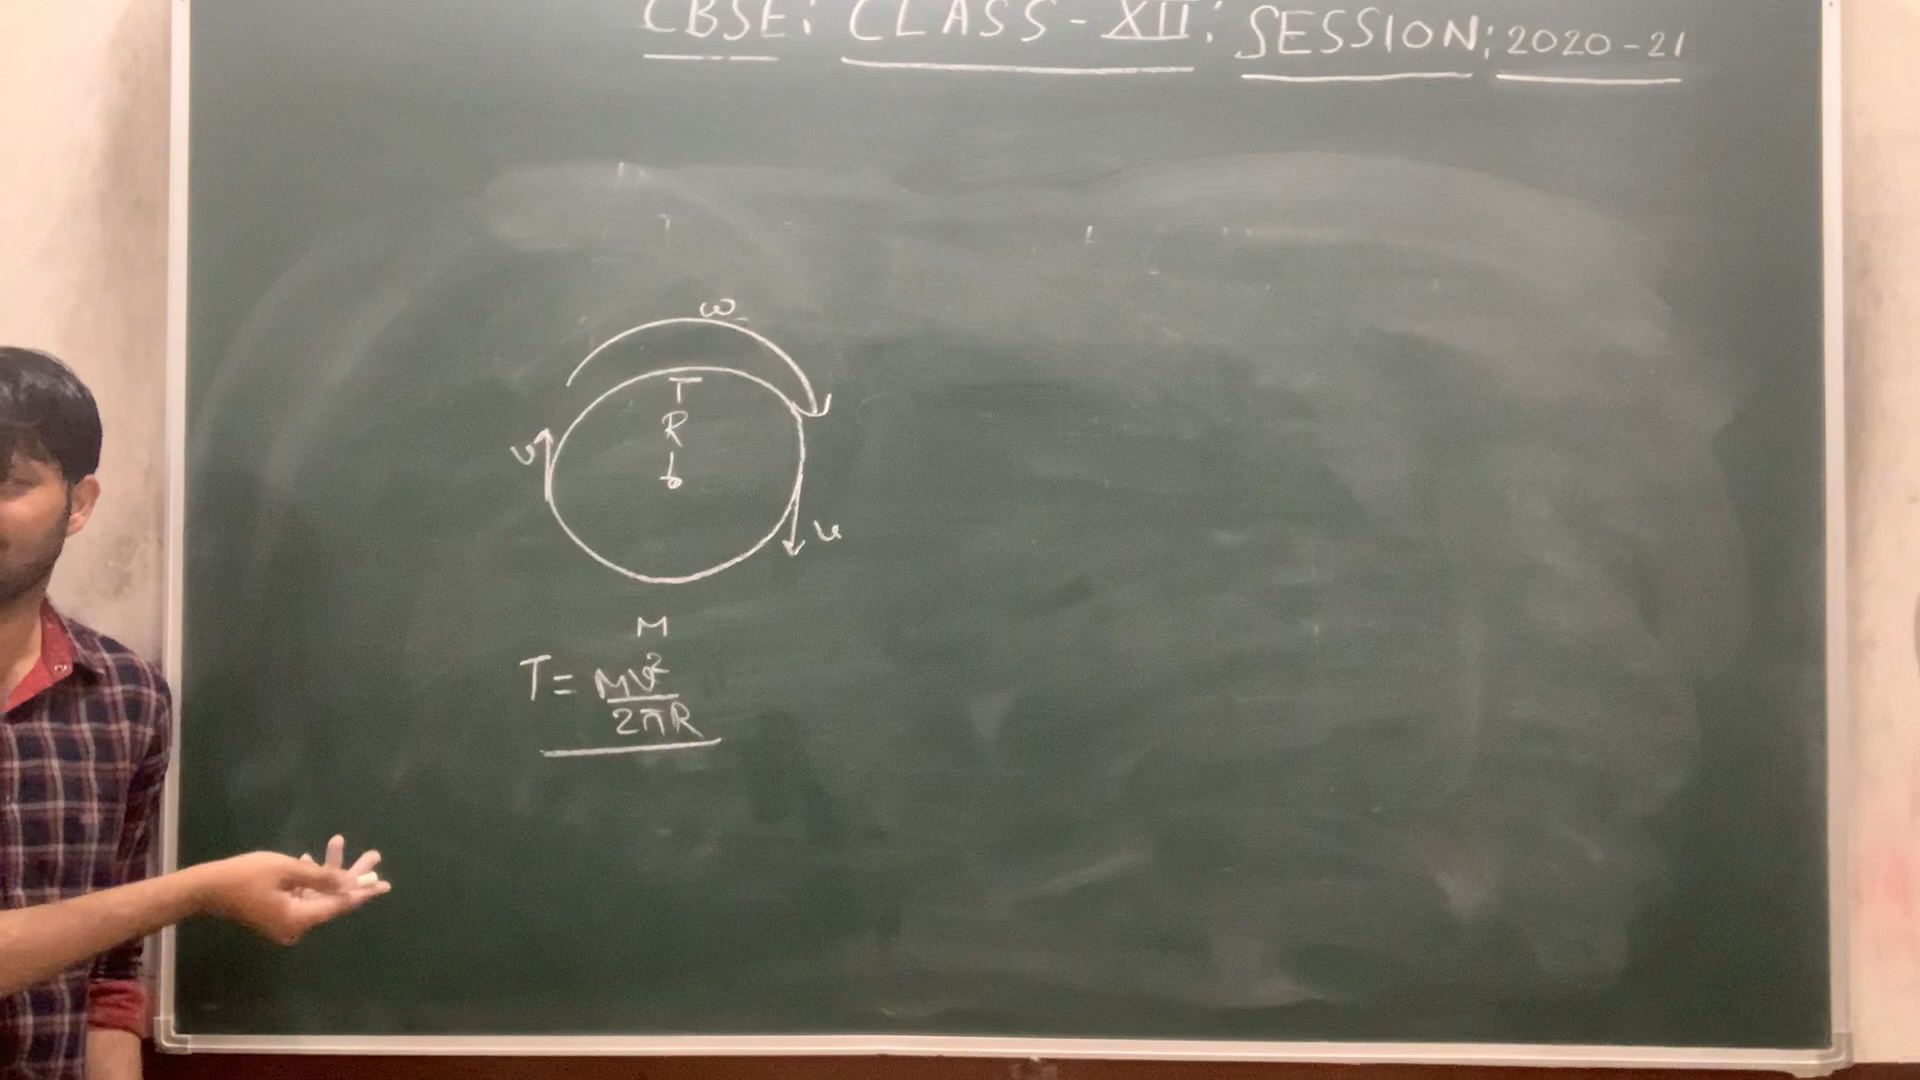 CBSE: CLASS-XII: SESSION: 2020-21
ω
T
R
v
v
M
T = Mv²/2πR